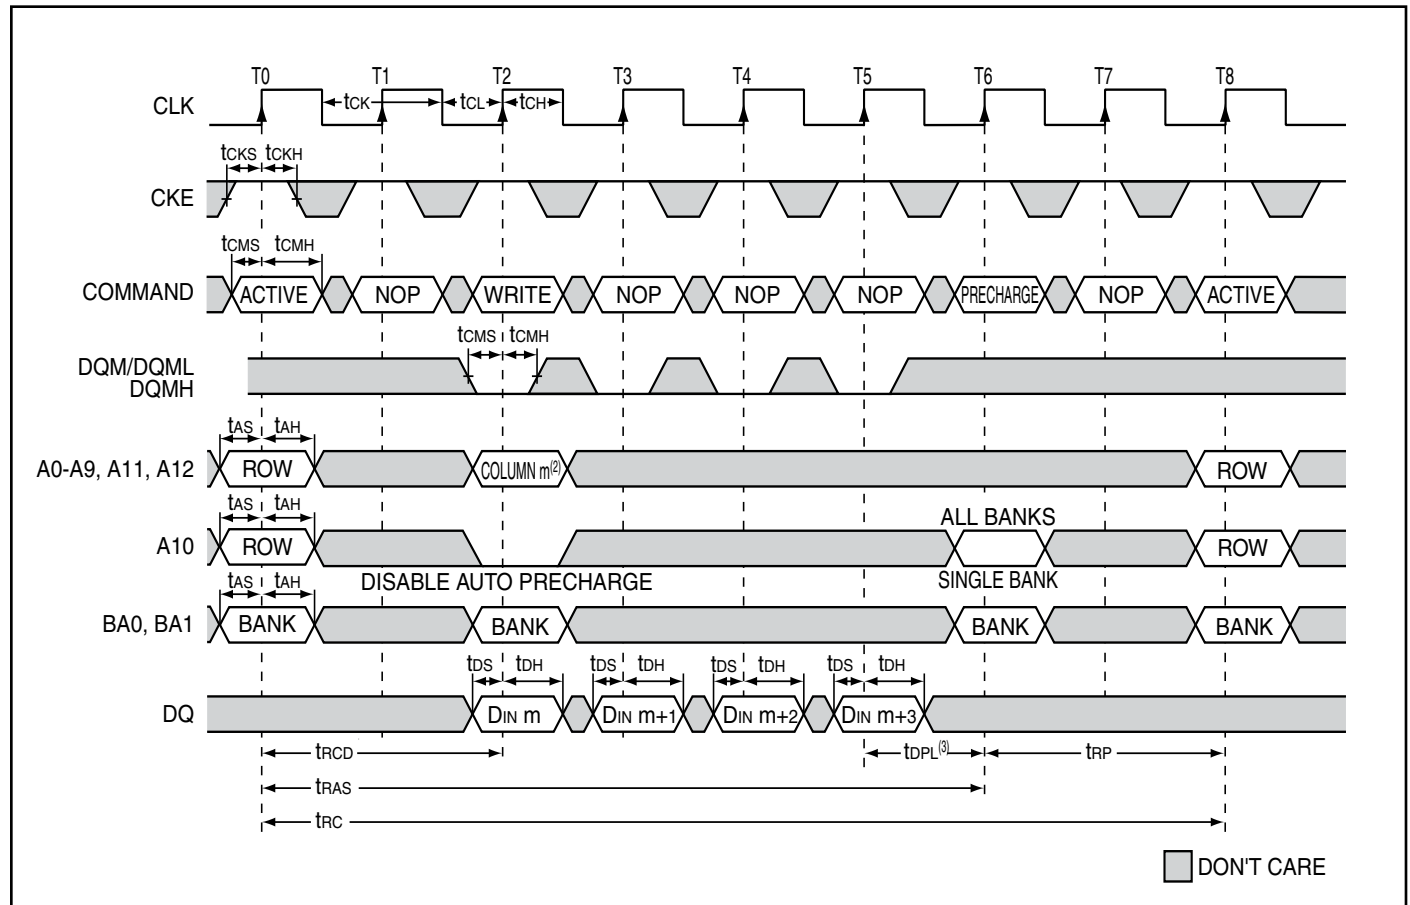 T0 T1 T2 T3 T4 T5 T6 T7 T8
CLK tCK tCL tCH
tCKS tCKH
CKE
tCMS tCMH
COMMAND ACTIVE NOP WRITE NOP NOP NOP PRECHARGE NOP ACTIVE
tCMS tCMH
DQM/DQML
DQMH
tAS tAH
A0-A9, A11, A12 ROW COLUMN m(2) ROW
tAS tAH ALL BANKS
A10 ROW ROW
DISABLE AUTO PRECHARGE SINGLE BANK
tAS tAH
BA0, BA1 BANK BANK BANK BANK
tDS tDH tDS tDH tDS tDH tDS tDH
DQ DIN m DIN m+1 DIN m+2 DIN m+3
tRCD tDPL(3) tRP
tRAS
tRC
DON'T CARE